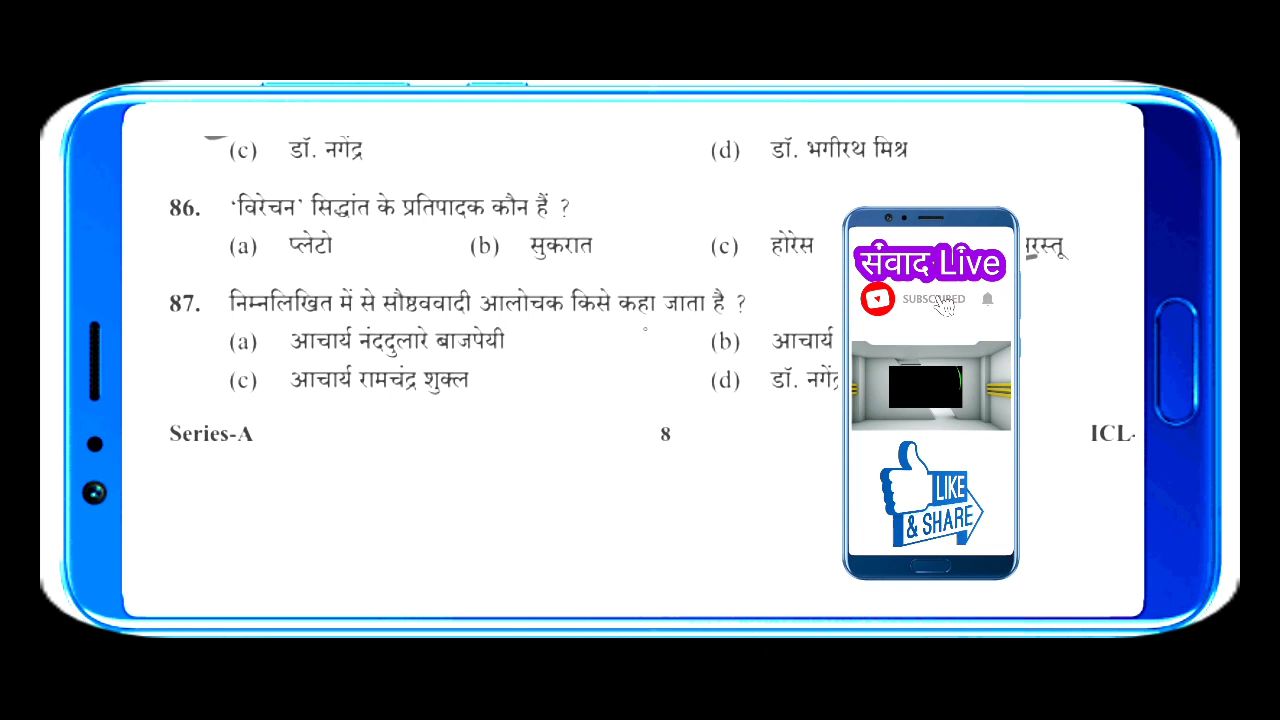 (c) डॉ. नगेंद्र (d) डॉ. भगीरथ मिश्र
86. ‘विरेचन’ सिद्धांत के प्रतिपादक कौन हैं ?
(a) प्लेटो (b) सुकरात (c) होरेस
87. निम्नलिखित में से सौष्ठववादी आलोचक किसे कहा जाता है ?
(a) आचार्य नंददुलारे बाजपेयी (b) आचार्य
(c) आचार्य रामचंद्र शुक्ल (d) डॉ.
Series-A 8 ICL-
संवाद Live
SUBSCRIBED
LIKE
& SHARE